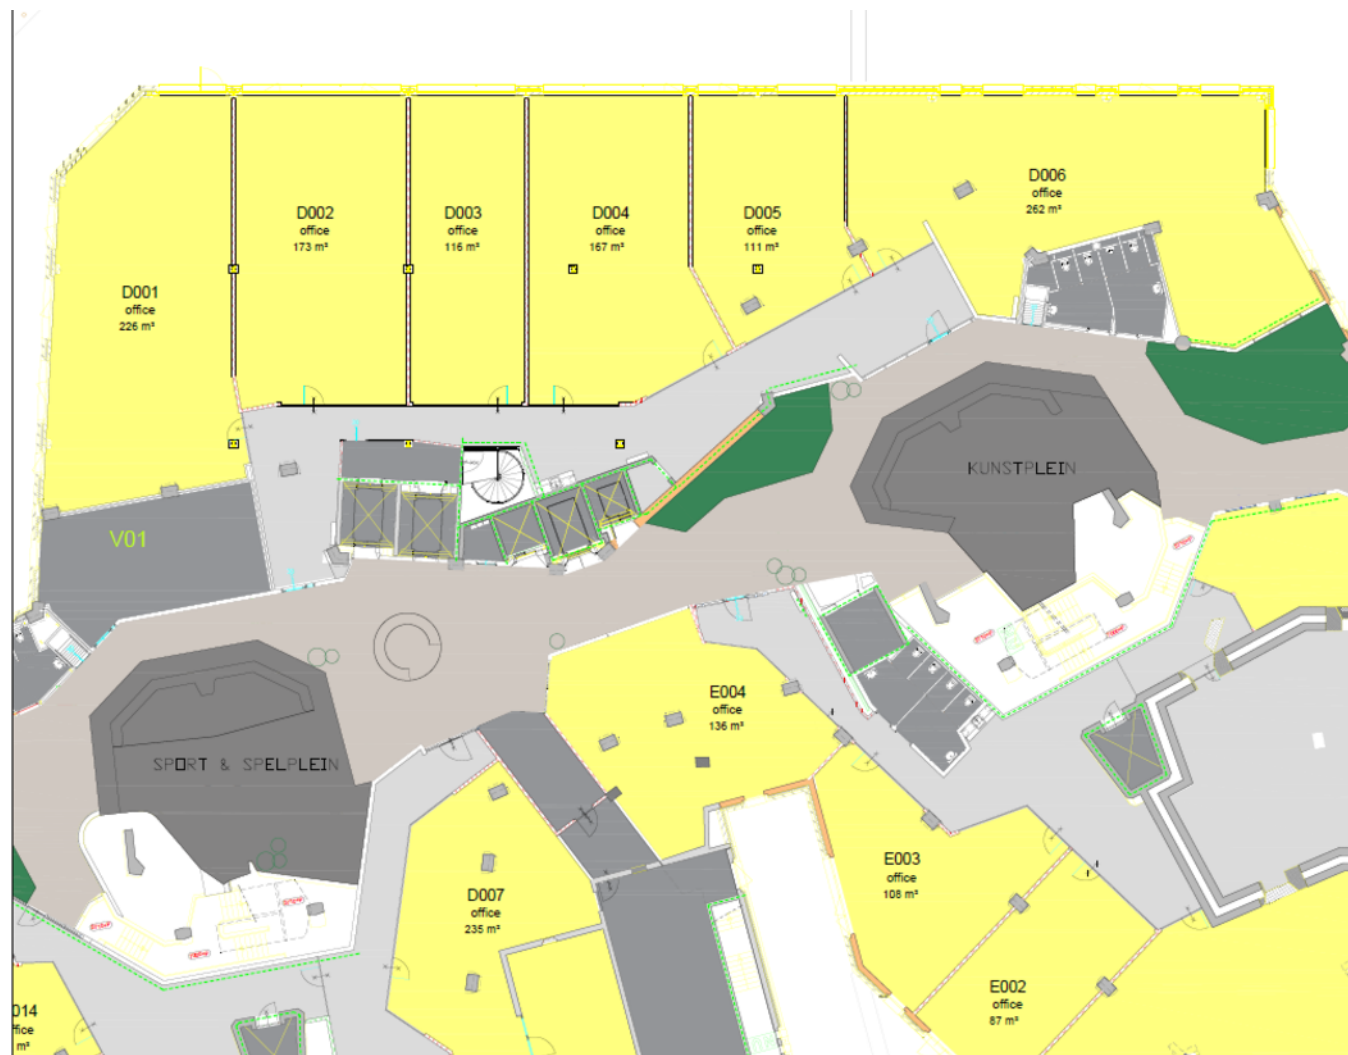 D006
office
262 m²
D002
office
173 m²
D003
office
116 m²
D004
office
167 m²
D005
office
111 m²
D001
office
226 m²
KUNSTPLEIN
V01
E004
office
136 m²
SPORT & SPELPLEIN
E003
office
108 m²
D007
office
235 m²
E002
office
87 m²
014
ffice
m²